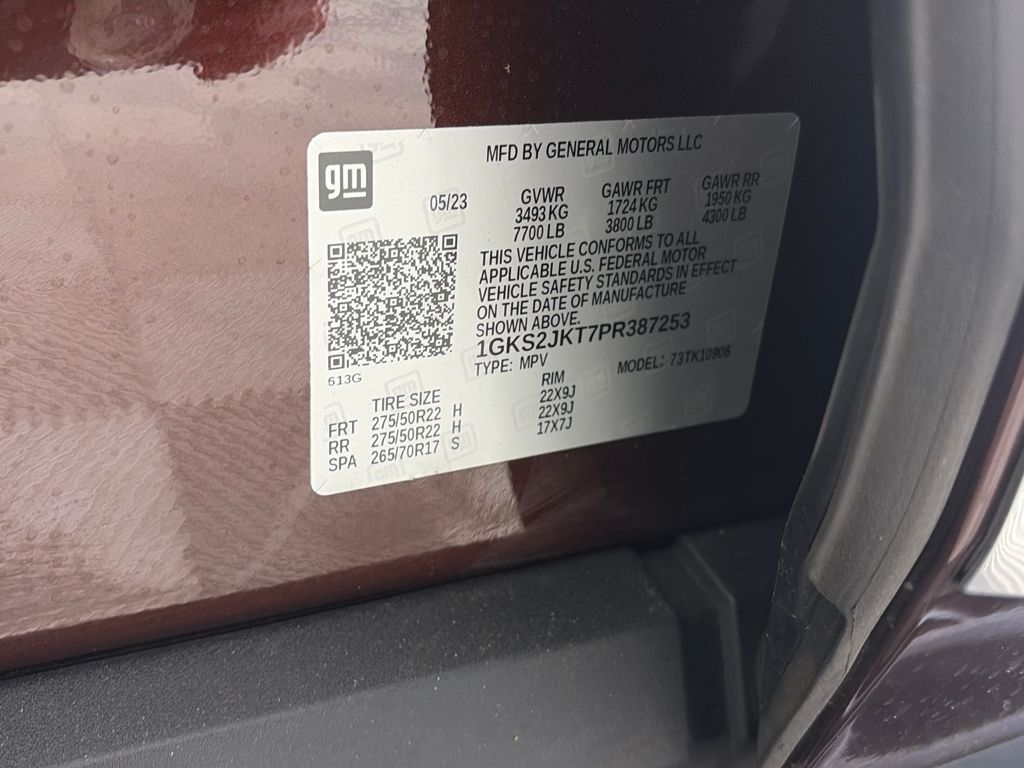 gm
MFD BY GENERAL MOTORS LLC
05/23
GVWR GAWR FRT GAWR RR
3493 KG 1724 KG 1950 KG
7700 LB 3800 LB 4300 LB
THIS VEHICLE CONFORMS TO ALL
APPLICABLE U.S. FEDERAL MOTOR
VEHICLE SAFETY STANDARDS IN EFFECT
ON THE DATE OF MANUFACTURE
SHOWN ABOVE.
1GKS2JKT7PR387253
TYPE: MPV MODEL: 73TK10906
613G
TIRE SIZE RIM
FRT 275/50R22 H 22X9J
RR 275/50R22 H 22X9J
SPA 265/70R17 S 17X7J